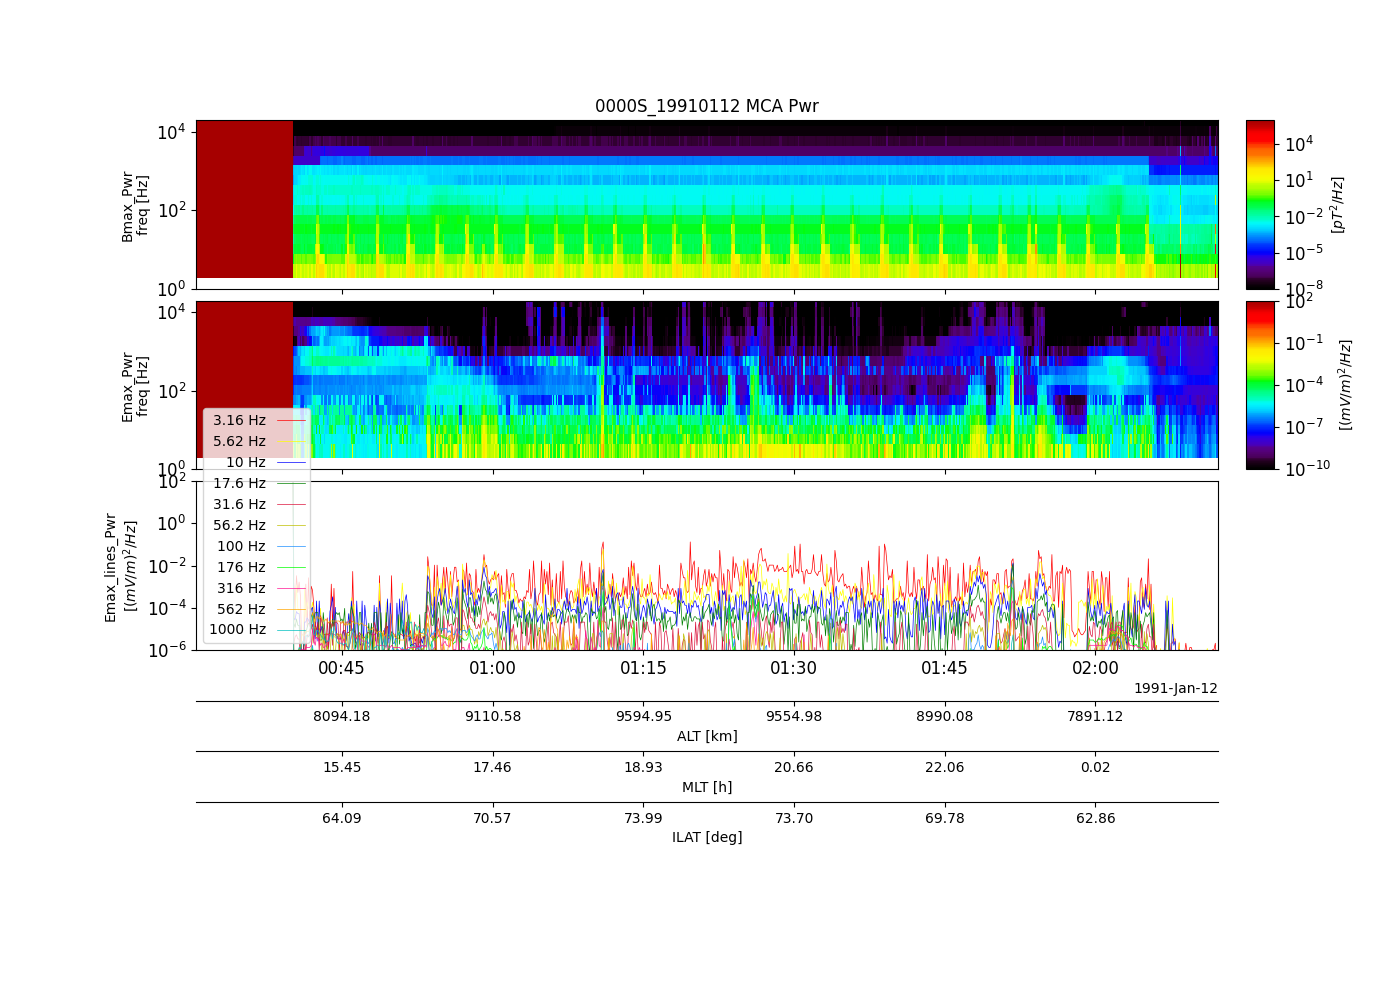 0000S_19910112 MCA Pwr
Bmax_Pwr
freq [Hz]
10^4
10^2
10^0
10^4
10^1
10^-2
10^-5
10^-8
[pT^2/Hz]
Emax_Pwr
freq [Hz]
10^4
10^2
10^0
10^2
10^-1
10^-4
10^-7
10^-10
[(mV/m)^2/Hz]
Emax_lines_Pwr
[(mV/m)^2/Hz]
10^2
10^0
10^-2
10^-4
10^-6
3.16 Hz
5.62 Hz
10 Hz
17.6 Hz
31.6 Hz
56.2 Hz
100 Hz
176 Hz
316 Hz
562 Hz
1000 Hz
00:45 01:00 01:15 01:30 01:45 02:00
1991-Jan-12
8094.18 9110.58 9594.95 9554.98 8990.08 7891.12
ALT [km]
15.45 17.46 18.93 20.66 22.06 0.02
MLT [h]
64.09 70.57 73.99 73.70 69.78 62.86
ILAT [deg]